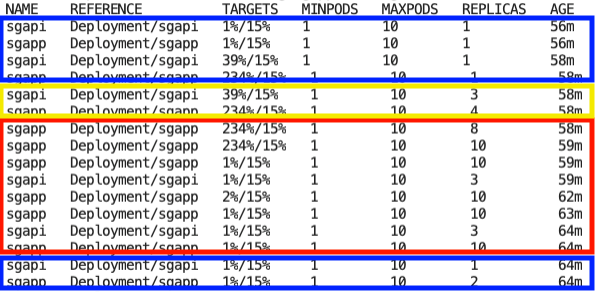 NAME REFERENCE TARGETS MINPODS MAXPODS REPLICAS AGE
sgapi Deployment/sgapi 1%/15% 1 10 1 56m
sgapp Deployment/sgapp 1%/15% 1 10 1 56m
sgapi Deployment/sgapi 39%/15% 1 10 1 58m
sgapp Deployment/sgapp 234%/15% 1 10 1 58m
sgapi Deployment/sgapi 39%/15% 1 10 3 58m
sgapp Deployment/sgapp 234%/15% 1 10 4 58m
sgapp Deployment/sgapp 234%/15% 1 10 8 58m
sgapp Deployment/sgapp 234%/15% 1 10 10 59m
sgapp Deployment/sgapp 1%/15% 1 10 10 59m
sgapi Deployment/sgapi 1%/15% 1 10 3 59m
sgapp Deployment/sgapp 2%/15% 1 10 10 62m
sgapp Deployment/sgapp 1%/15% 1 10 10 63m
sgapi Deployment/sgapi 1%/15% 1 10 3 64m
sgapp Deployment/sgapp 1%/15% 1 10 10 64m
sgapi Deployment/sgapi 1%/15% 1 10 1 64m
sgapp Deployment/sgapp 1%/15% 1 10 2 64m